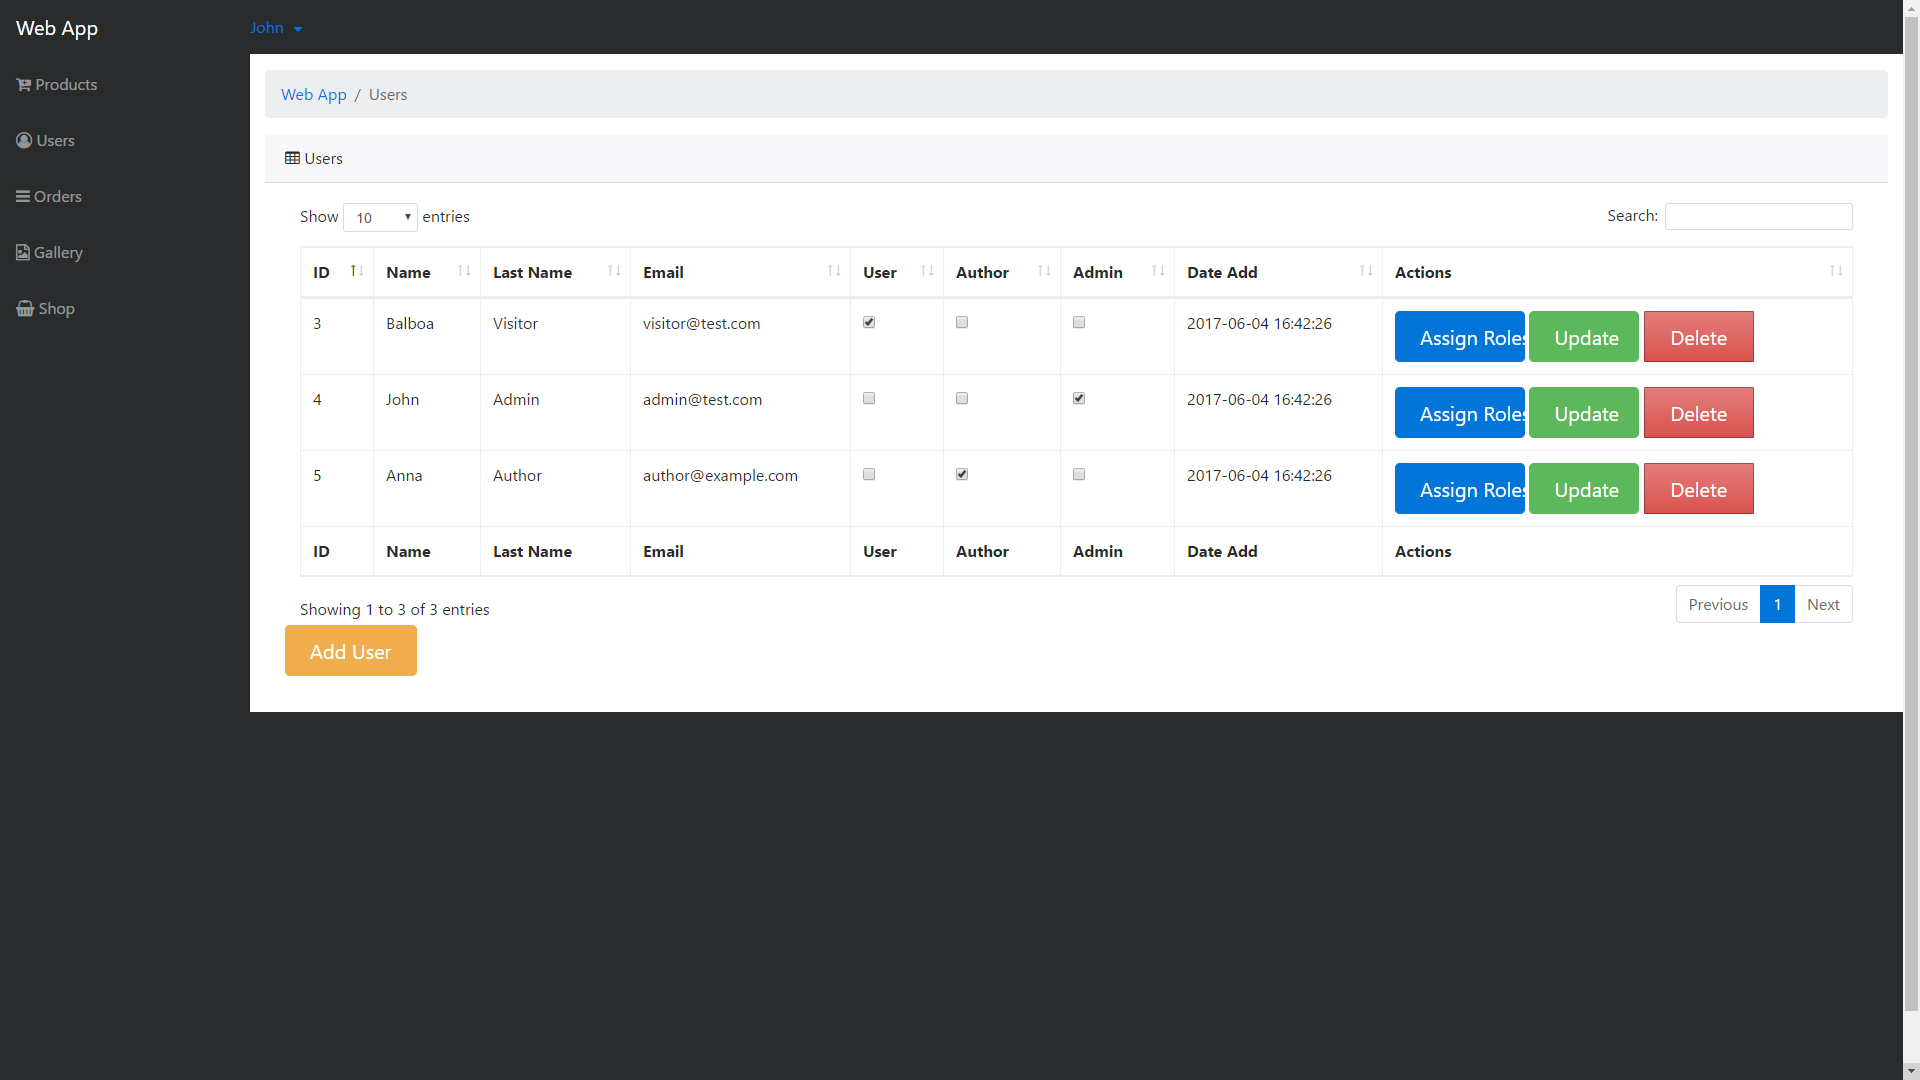 Web App
John
Products
Users
Orders
Gallery
Shop
Web App / Users
Users
Show 10 entries
Search:
ID Name Last Name Email User Author Admin Date Add Actions
3 Balboa Visitor visitor@test.com 2017-06-04 16:42:26 Assign Roles Update Delete
4 John Admin admin@test.com 2017-06-04 16:42:26 Assign Roles Update Delete
5 Anna Author author@example.com 2017-06-04 16:42:26 Assign Roles Update Delete
ID Name Last Name Email User Author Admin Date Add Actions
Showing 1 to 3 of 3 entries
Previous 1 Next
Add User